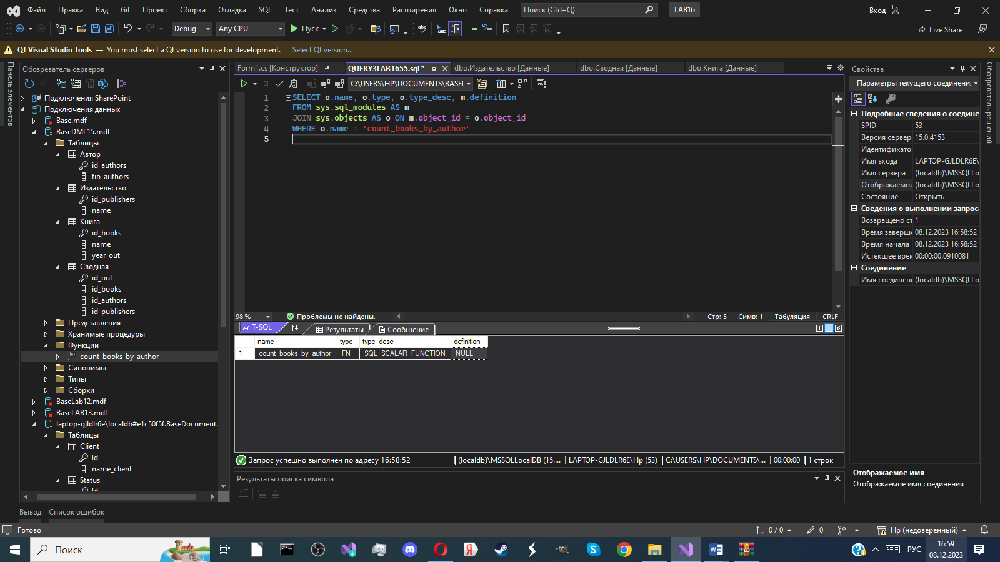 Файл Правка Вид Git Проект Сборка Отладка SQL Тест Анализ Средства Расширения Окно Справка Поиск (Ctrl+Q) LAB16 Вход
Debug Any CPU Пуск Live Share
Qt Visual Studio Tools — You must select a Qt version to use for development. Select Qt version...
Панель элементов
Обозреватель серверов
Подключения SharePoint
Подключения данных
Base.mdf
BaseDML15.mdf
Таблицы
Автор
id_authors
fio_authors
Издательство
id_publishers
name
Книга
id_books
name
year_out
Сводная
id_out
id_books
id_authors
id_publishers
Представления
Хранимые процедуры
Функции
count_books_by_author
Синонимы
Типы
Сборки
BaseLab12.mdf
BaseLAB13.mdf
laptop-gjldlr6e\localdb#e1c50f5f.BaseDocument.
Таблицы
Client
Id
name_client
Status
Id
Form1.cs [Конструктор] QUERY3LAB1655.sql * dbo.Издательство [Данные] dbo.Сводная [Данные] dbo.Книга [Данные]
C:\USERS\HP\DOCUMENTS\BASEI
1 SELECT o.name, o.type, o.type_desc, m.definition
2 FROM sys.sql_modules AS m
3 JOIN sys.objects AS o ON m.object_id = o.object_id
4 WHERE o.name = 'count_books_by_author'
5
98 % Проблемы не найдены. Стр: 5 Симв: 1 Табуляция CRLF
T-SQL Результаты Сообщение
name type type_desc definition
1 count_books_by_author FN SQL_SCALAR_FUNCTION NULL
Запрос успешно выполнен по адресу 16:58:52 (localdb)\MSSQLLocalDB (15.... LAPTOP-GJLDLR6E\Hp (53) C:\USERS\HP\DOCUMENTS\... 00:00:00 1 строк
Результаты поиска символа
Свойства
Параметры текущего соединени
Подробные сведения о соедине
SPID 53
Версия сервер 15.0.4153
Идентификато
Имя входа LAPTOP-GJLDLR6E\
Имя сервера (localdb)\MSSQLLo
Отображаемое (localdb)\MSSQLLo
Состояние Открыть
Сведения о выполнении запроса
Возвращено ст 1
Время заверше 08.12.2023 16:58:52
Время начала 08.12.2023 16:58:52
Истекшее врем 00:00:00.0910081
Соединение
Имя соединен (localdb)\MSSQLLo
Отображаемое имя
Отображаемое имя соединения
Обозреватель решений
Вывод Список ошибок
Готово 0 / 0 0 Hp (недоверенный)
Поиск РУС 16:59
08.12.2023